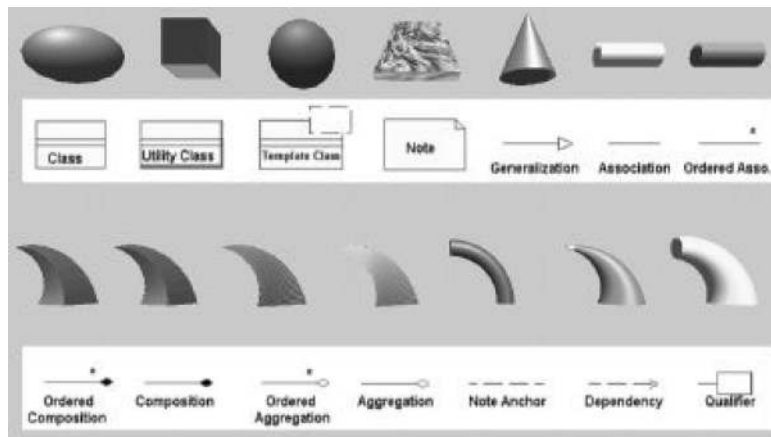 Class
Utility Class
Template Class
Note
Generalization
Association
Ordered Asso.
*
Ordered
Composition
*
Composition
Ordered
Aggregation
*
Aggregation
Note Anchor
Dependency
Qualifier